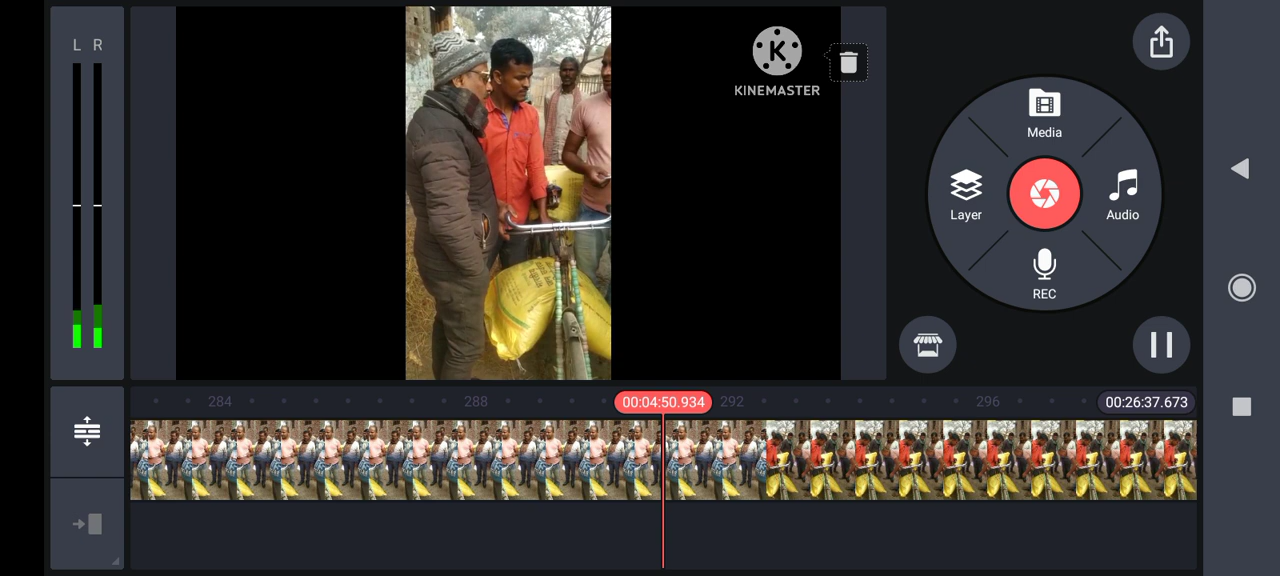 L R
KINEMASTER
Media
Layer
Audio
REC
284
288
00:04:50.934
292
296
00:26:37.673